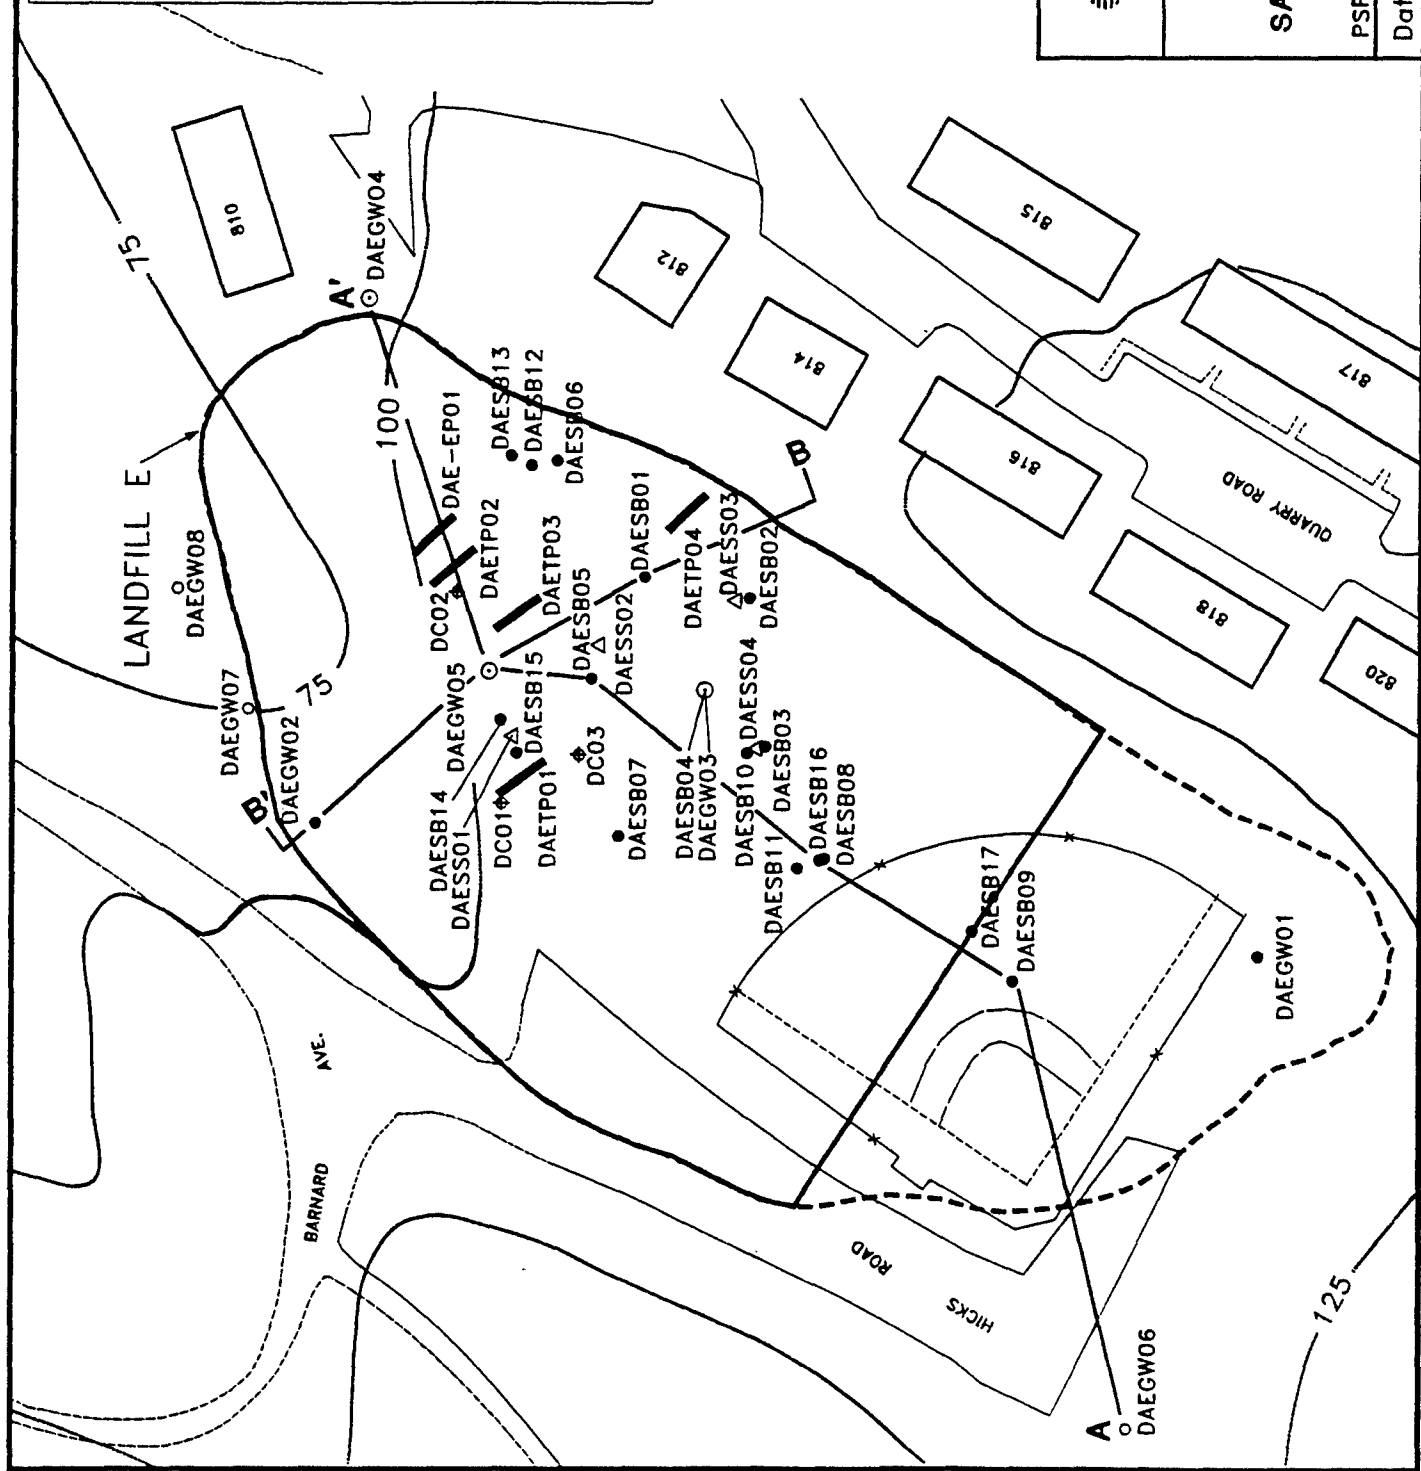 SA
PSF
Dat
75
810
DAEGW04
A'
LANDFILL E
DAEGW08
100
DAE-EP01
DAESB13
DAESB12
DAESB06
812
815
814
817
816
QUARRY ROAD
818
820
B
DAEGW07
75
DC02
DAETP02
DAETP03
DAESB01
DAETP04
DAESS03
DAESB02
DAESB05
DAESS02
DAEGW05
DAEGW02
B'
DAESB15
DAESB14
DAESS01
DC01
DAETP01
DC03
DAESB07
DAESB04
DAEGW03
DAESS04
DAESB10
DAESB03
DAESB11
DAESB16
DAESB08
DAESB17
DAESB09
DAEGW01
BARNARD AVE.
HICKS ROAD
A
DAEGW06
125